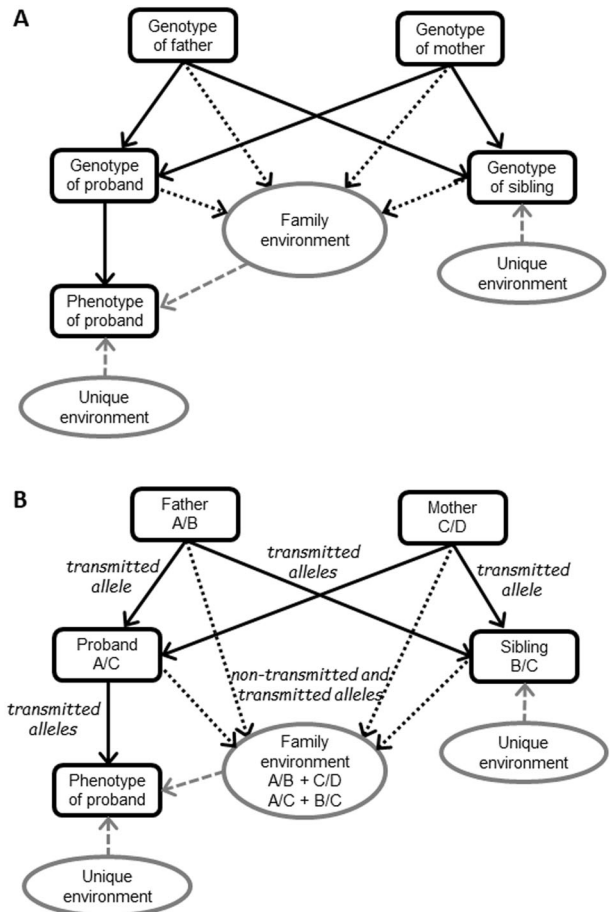 A
Genotype
of father
Genotype
of mother
Genotype
of proband
Genotype
of sibling
Family
environment
Unique
environment
Phenotype
of proband
Unique
environment
B
Father
A/B
Mother
C/D
transmitted
allele
transmitted
alleles
transmitted
allele
Proband
A/C
Sibling
B/C
non-transmitted and
transmitted alleles
transmitted
alleles
Family
environment
A/B + C/D
A/C + B/C
Unique
environment
Phenotype
of proband
Unique
environment